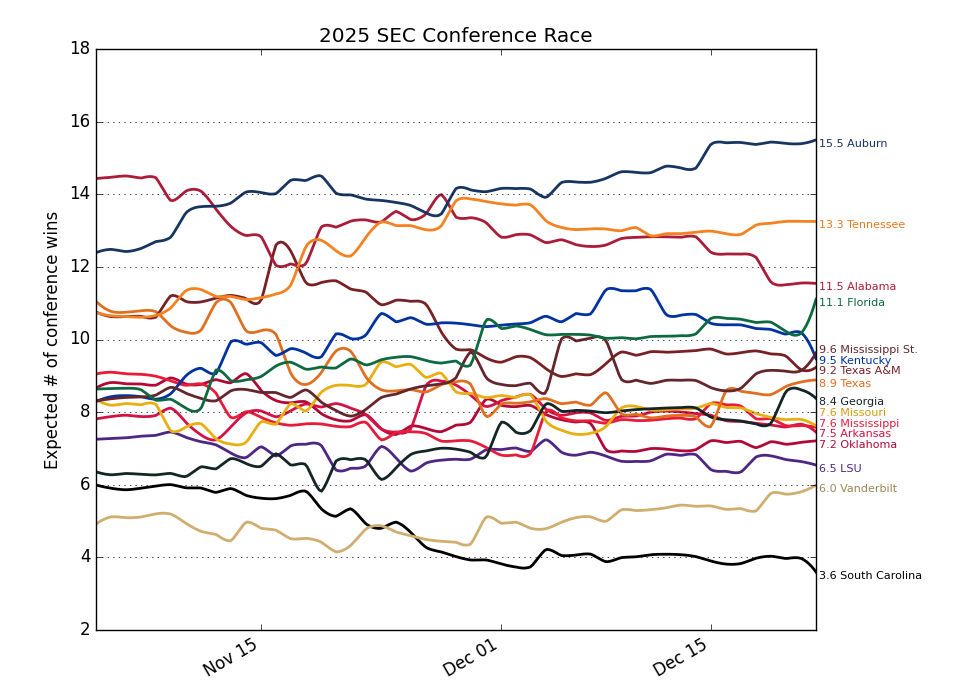 2025 SEC Conference Race
Expected # of conference wins
18
16
14
12
10
8
6
4
2
Nov 15
Dec 01
Dec 15
15.5 Auburn
13.3 Tennessee
11.5 Alabama
11.1 Florida
9.6 Mississippi St.
9.5 Kentucky
9.2 Texas A&M
8.9 Texas
8.4 Georgia
7.6 Missouri
7.6 Mississippi
7.5 Arkansas
7.2 Oklahoma
6.5 LSU
6.0 Vanderbilt
3.6 South Carolina